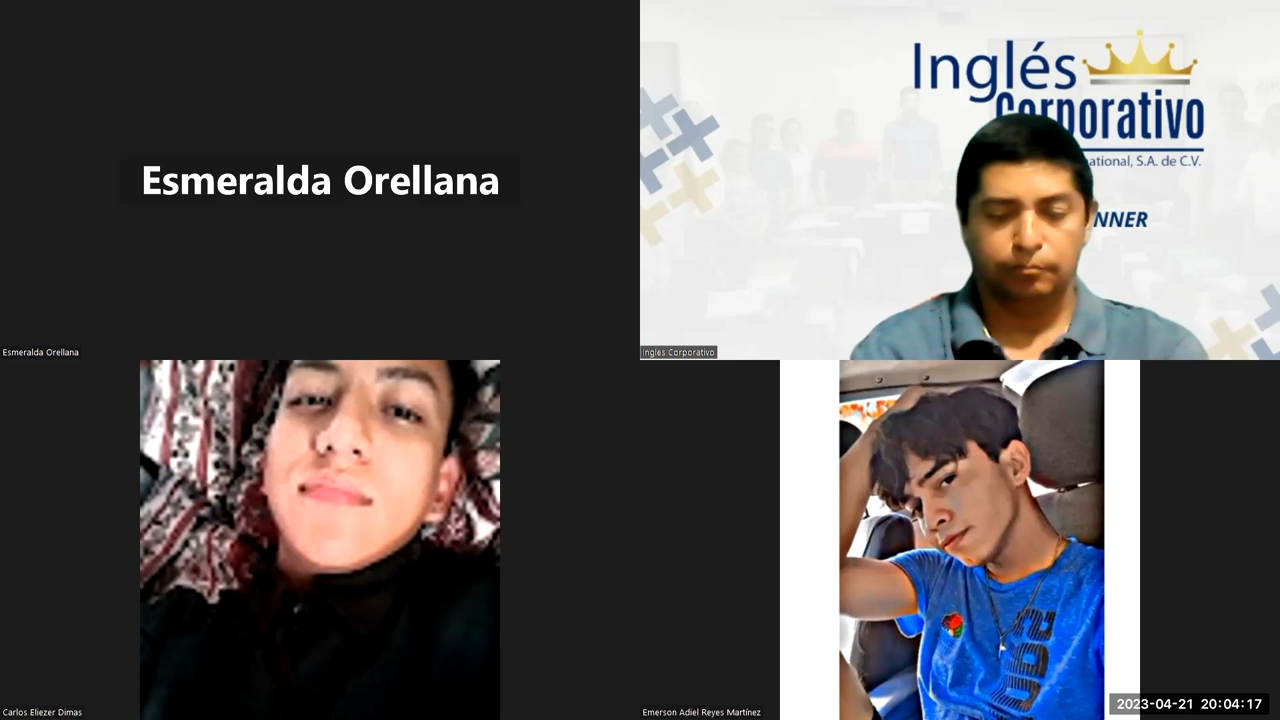 Esmeralda Orellana
Esmeralda Orellana
Inglés
Corporativo
ational, S.A. de C.V.
NNER
Ingles Corporativo
Carlos Eliezer Dimas
Emerson Adiel Reyes Martínez
2023-04-21 20:04:17